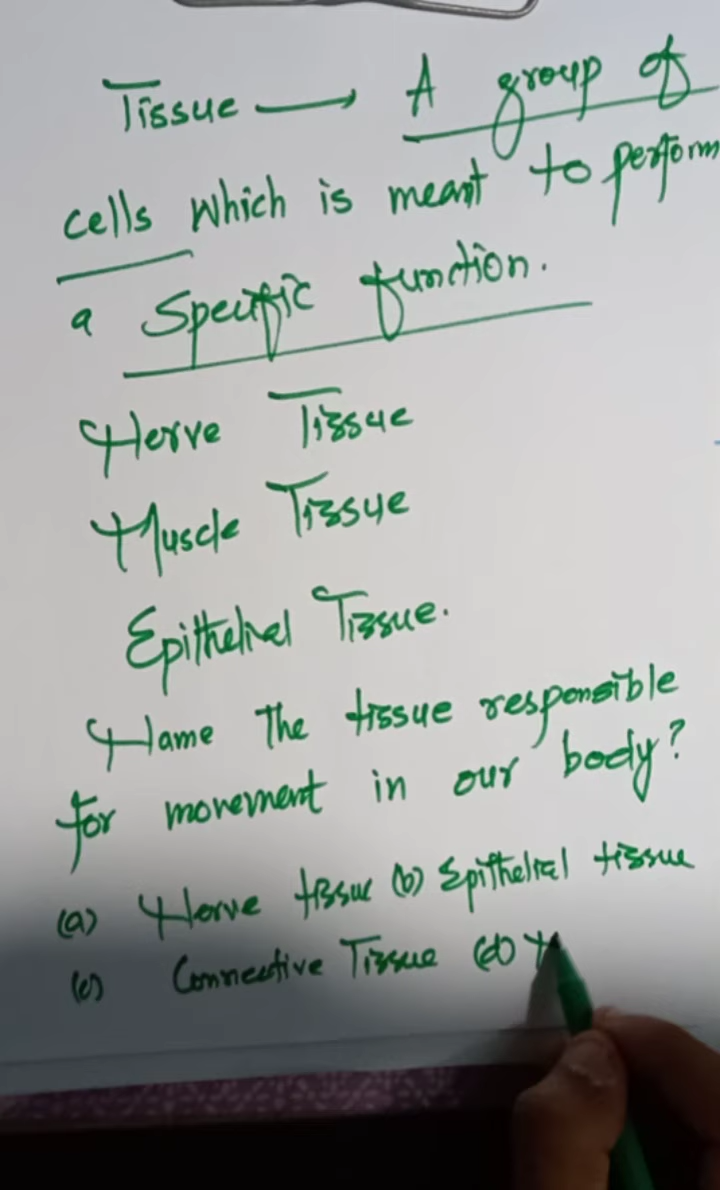 Tissue → A group of
cells which is meant to perform
a specific function.
Nerve Tissue
Muscle Tissue
Epithelial Tissue.
Name the tissue responsible
for movement in our body?
(a) Nerve tissue (b) Epithelial tissue
(c) Connective Tissue (d)